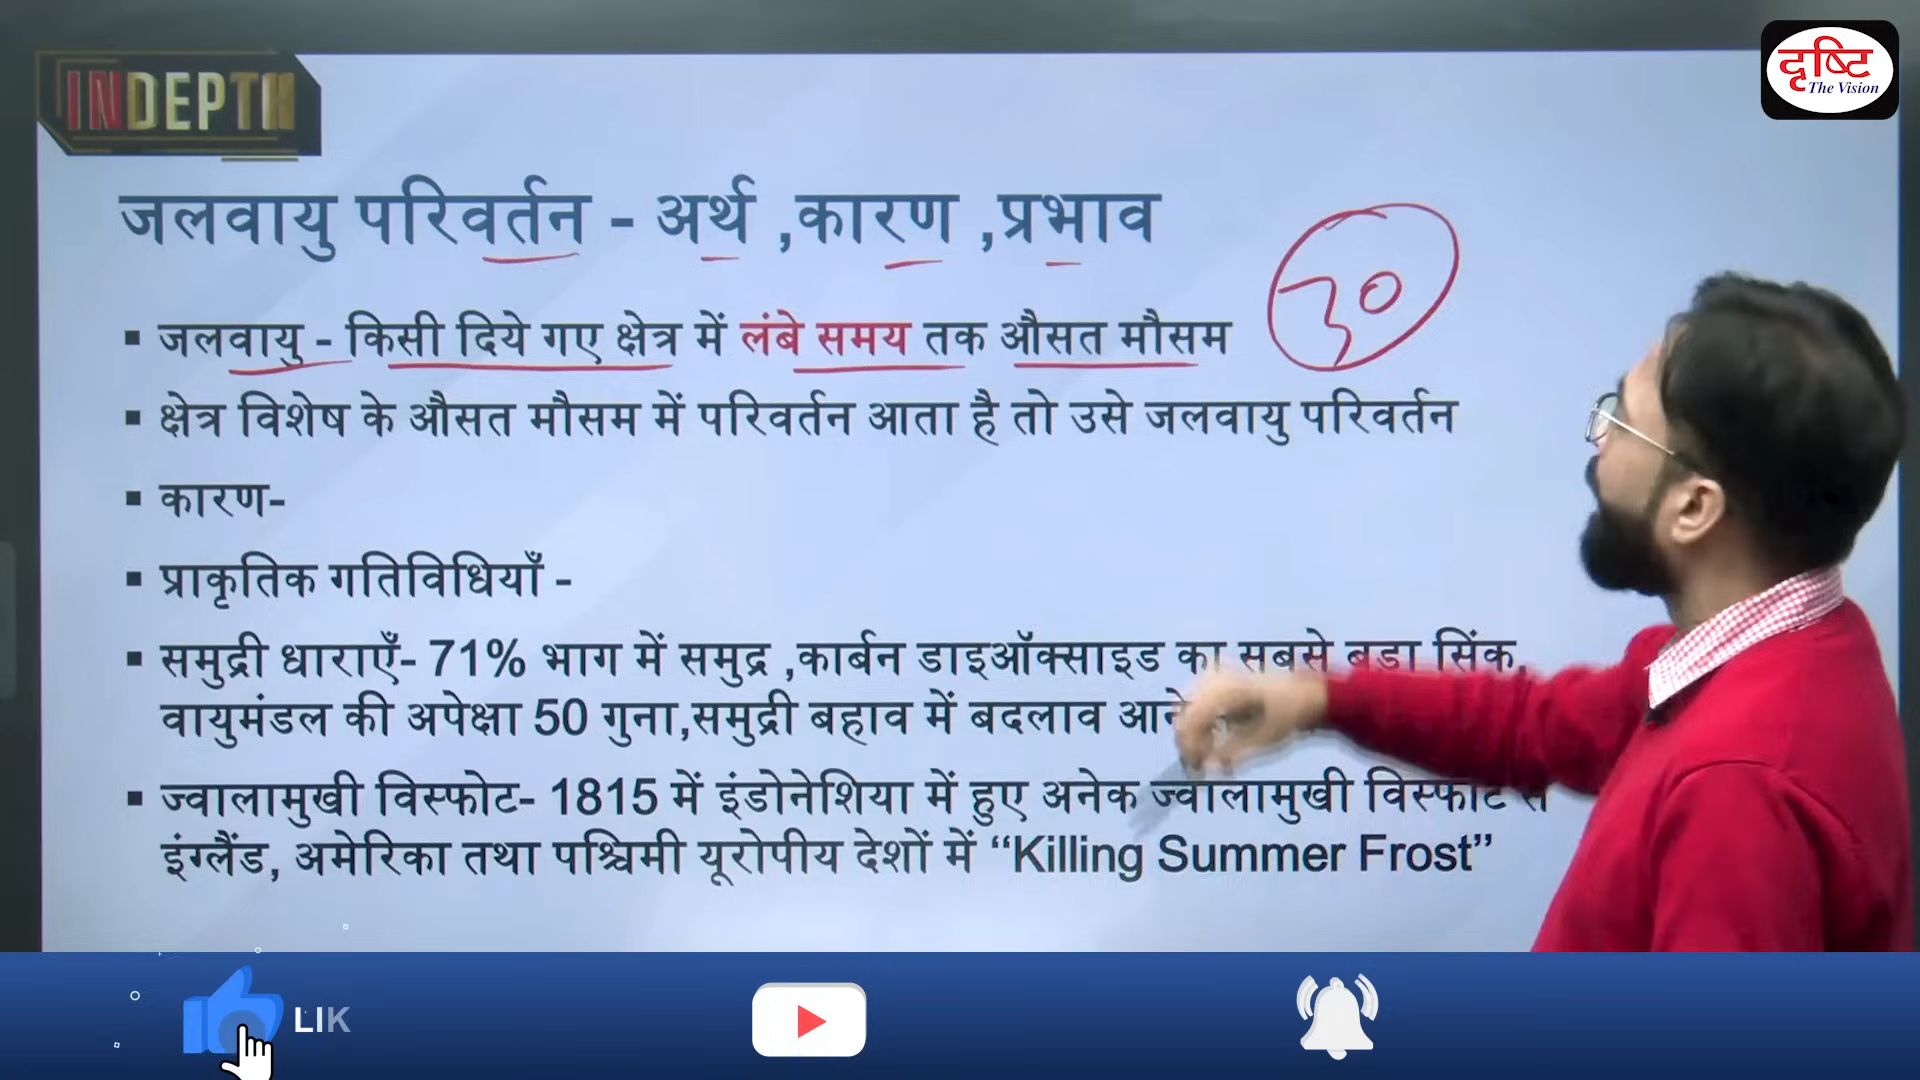 INDEPTH
दृष्टि
The Vision
जलवायु परिवर्तन - अर्थ ,कारण ,प्रभाव
३०
▪ जलवायु - किसी दिये गए क्षेत्र में लंबे समय तक औसत मौसम
▪ क्षेत्र विशेष के औसत मौसम में परिवर्तन आता है तो उसे जलवायु परिवर्तन
▪ कारण-
▪ प्राकृतिक गतिविधियाँ -
▪ समुद्री धाराएँ- 71% भाग में समुद्र ,कार्बन डाइऑक्साइड का सबसे बड़ा सिंक,
वायुमंडल की अपेक्षा 50 गुना,समुद्री बहाव में बदलाव
▪ ज्वालामुखी विस्फोट- 1815 में इंडोनेशिया में हुए अनेक ज्वालामुखी विस्फोट से
इंग्लैंड, अमेरिका तथा पश्चिमी यूरोपीय देशों में “Killing Summer Frost”
LIK